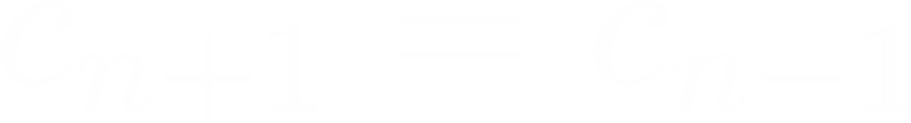 c_{n+1} = c_{n-1}